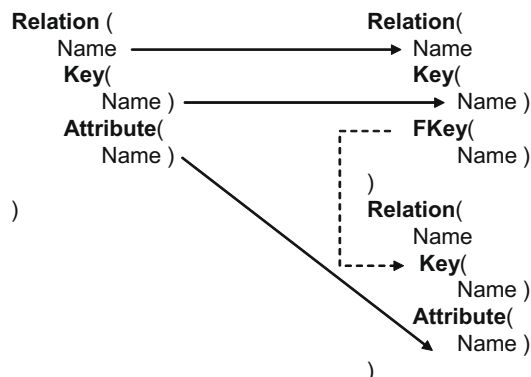 Relation (
Name
Key(
Name )
Attribute(
Name )
)
Relation(
Name
Key(
Name )
FKey(
Name )
)
Relation(
Name
Key(
Name )
Attribute(
Name )
)